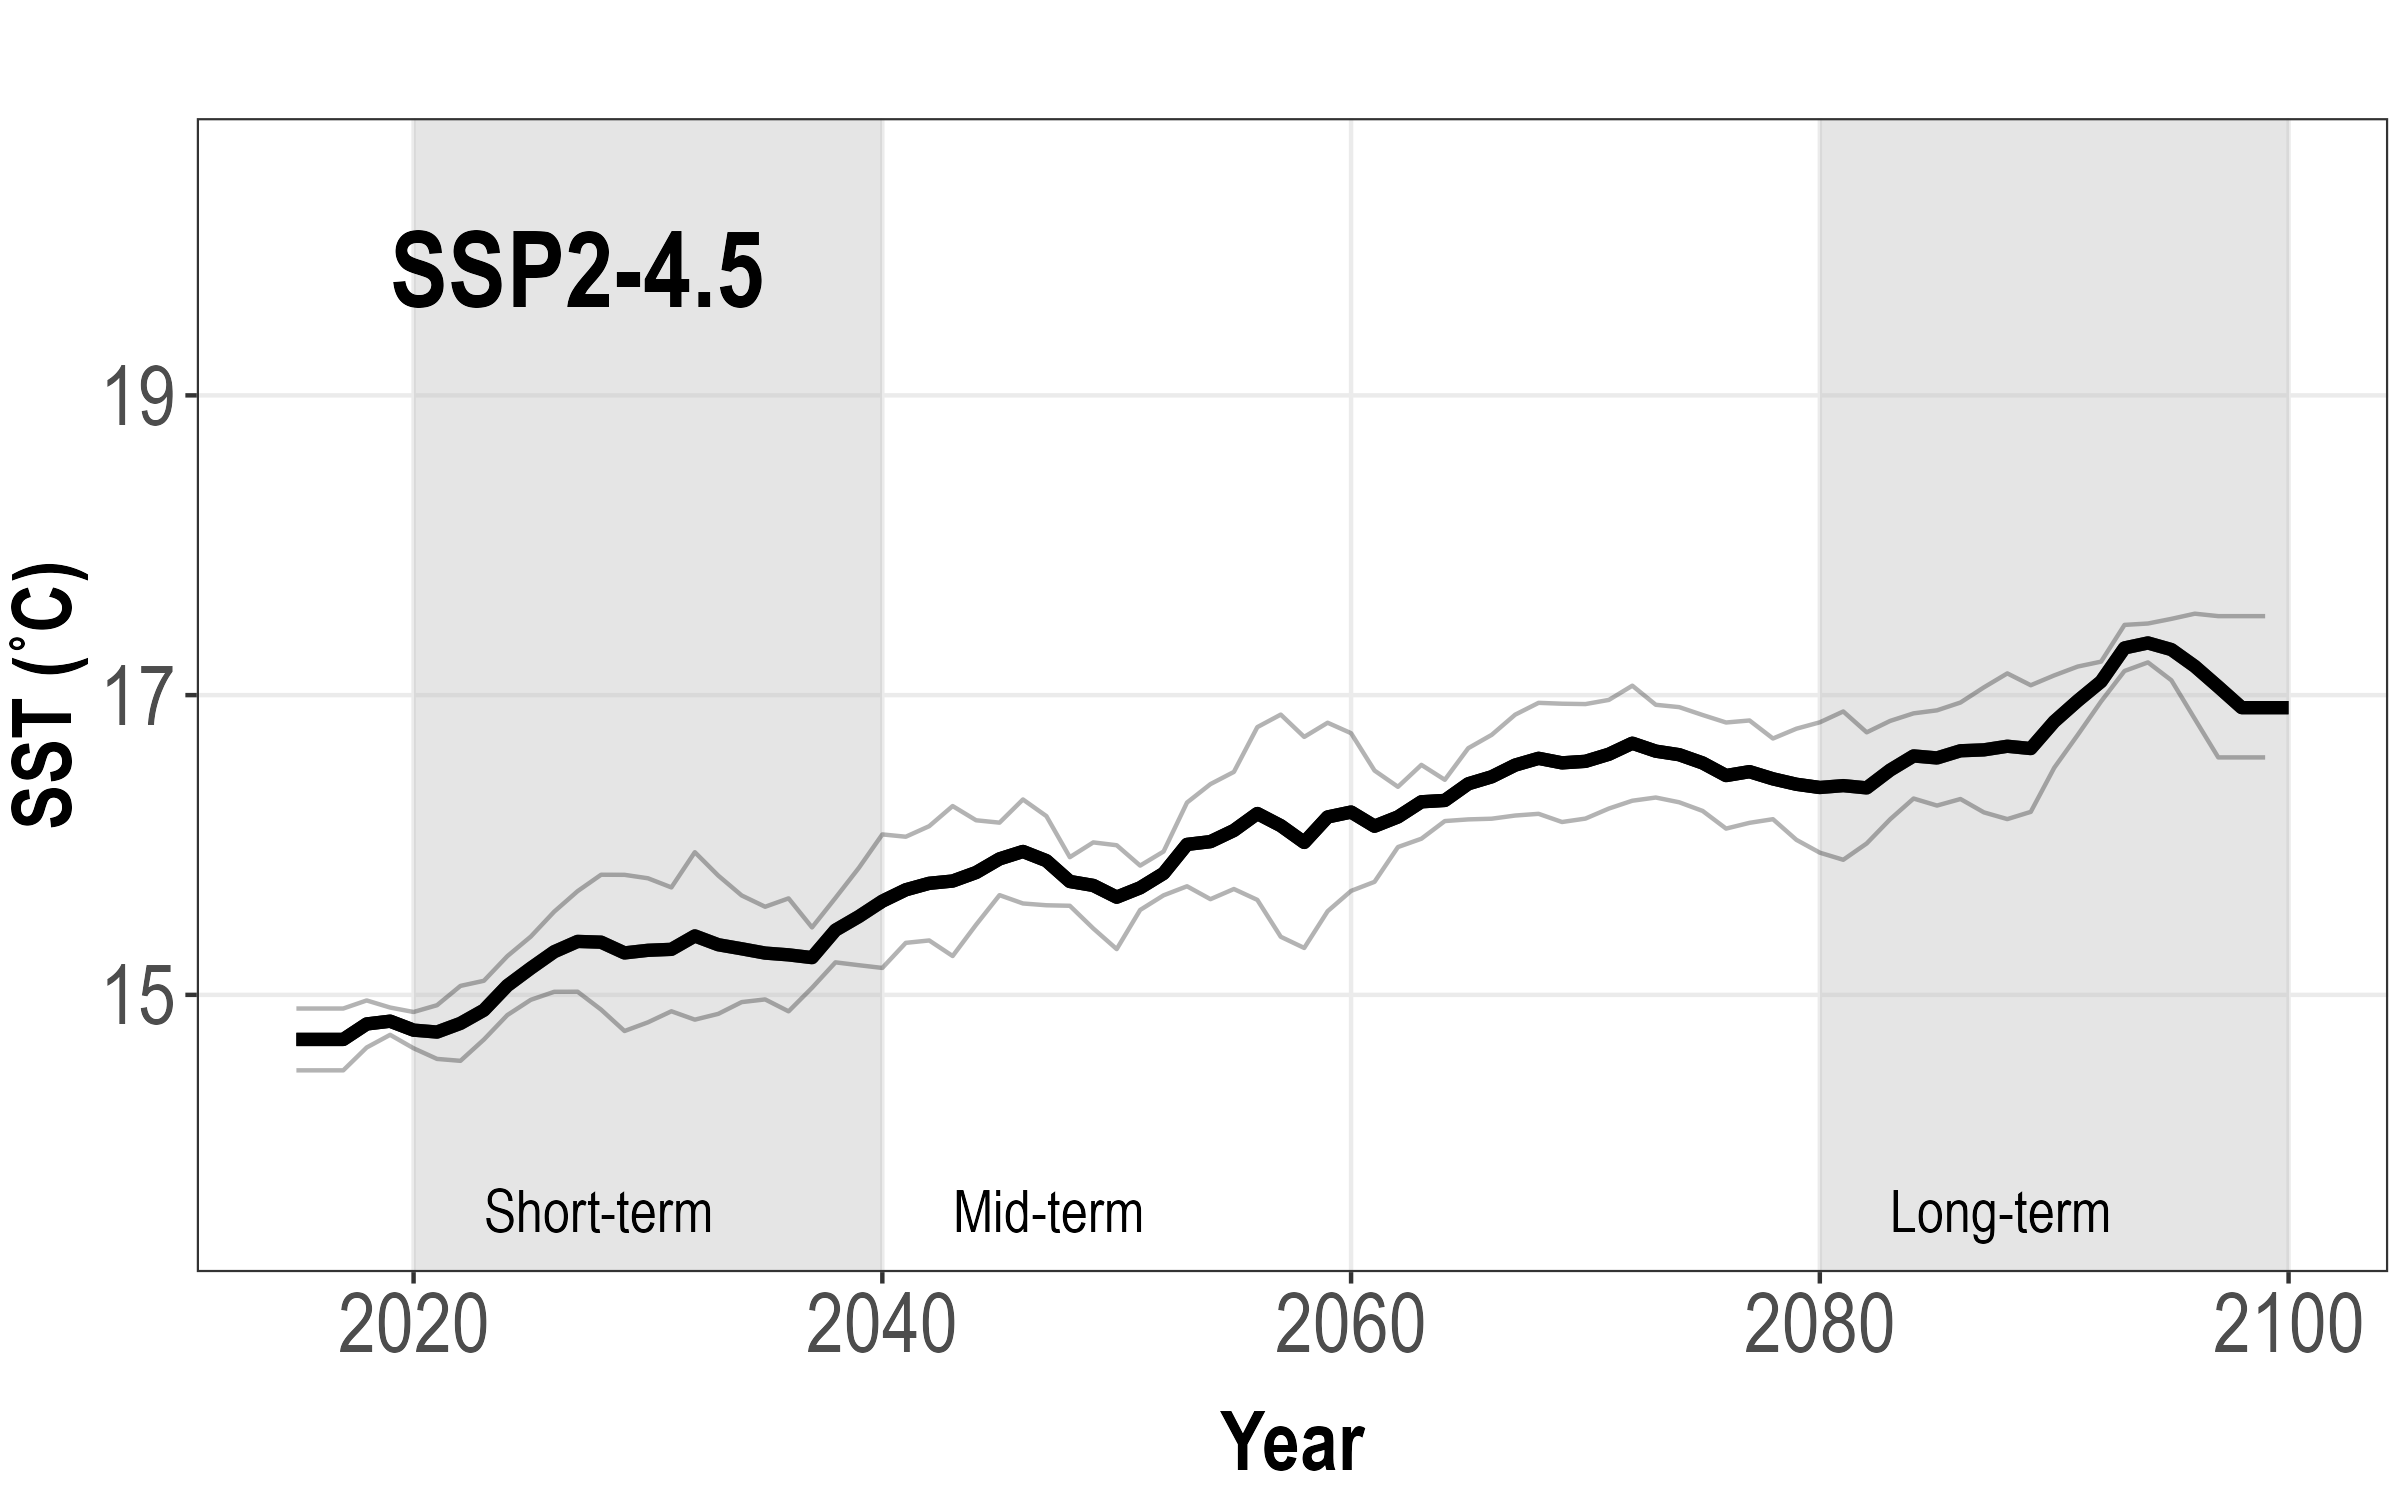 SSP2-4.5
19
17
15
SST (°C)
Short-term
Mid-term
Long-term
2020
2040
2060
2080
2100
Year